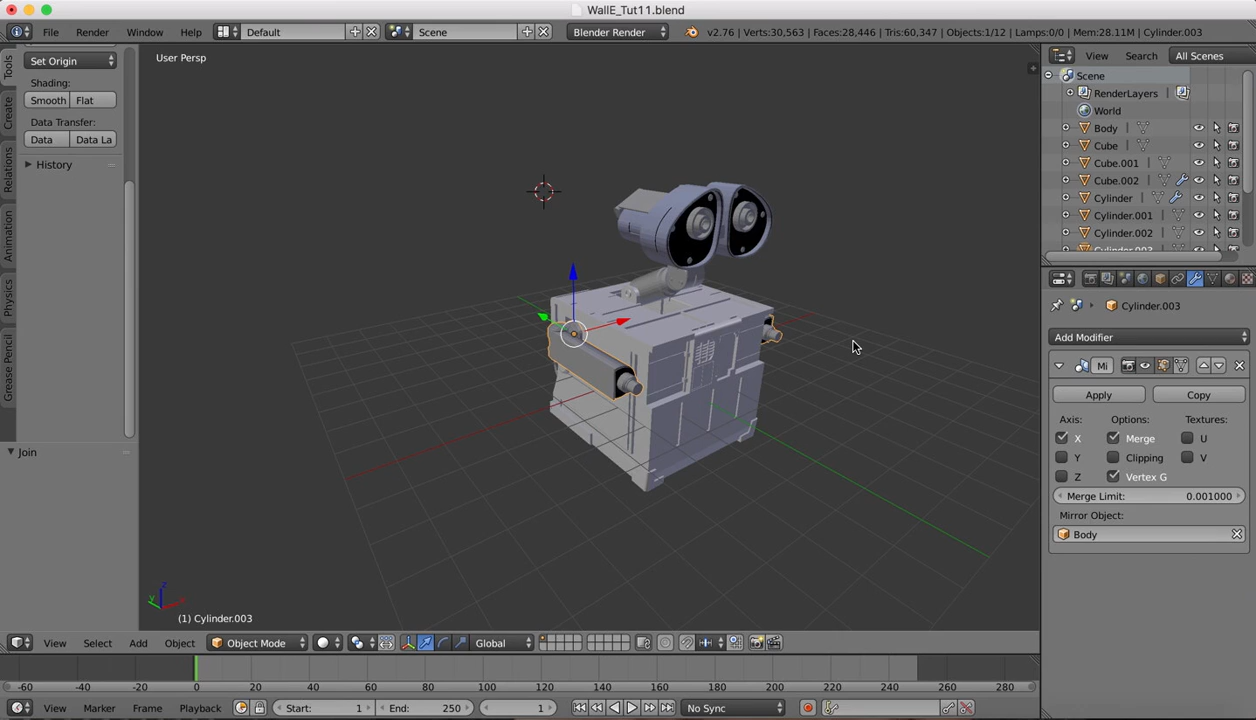 WallE_Tut11.blend
File Render Window Help Default Scene Blender Render v2.76 | Verts:30,563 | Faces:28,446 | Tris:60,347 | Objects:1/12 | Lamps:0/0 | Mem:28.11M | Cylinder.003
Tools
Create
Relations
Animation
Physics
Grease Pencil
Set Origin
Shading:
Smooth Flat
Data Transfer:
Data Data La
History
Join
User Persp
(1) Cylinder.003
View Search All Scenes
Scene
RenderLayers
World
Body
Cube
Cube.001
Cube.002
Cylinder
Cylinder.001
Cylinder.002
Cylinder.003
Cylinder.003
Add Modifier
Mi
Apply Copy
Axis: Options: Textures:
X Merge U
Y Clipping V
Z Vertex G
Merge Limit: 0.001000
Mirror Object:
Body
View Select Add Object Object Mode Global
-60 -40 -20 0 20 40 60 80 100 120 140 160 180 200 220 240 260 280
View Marker Frame Playback Start: 1 End: 250 1 No Sync